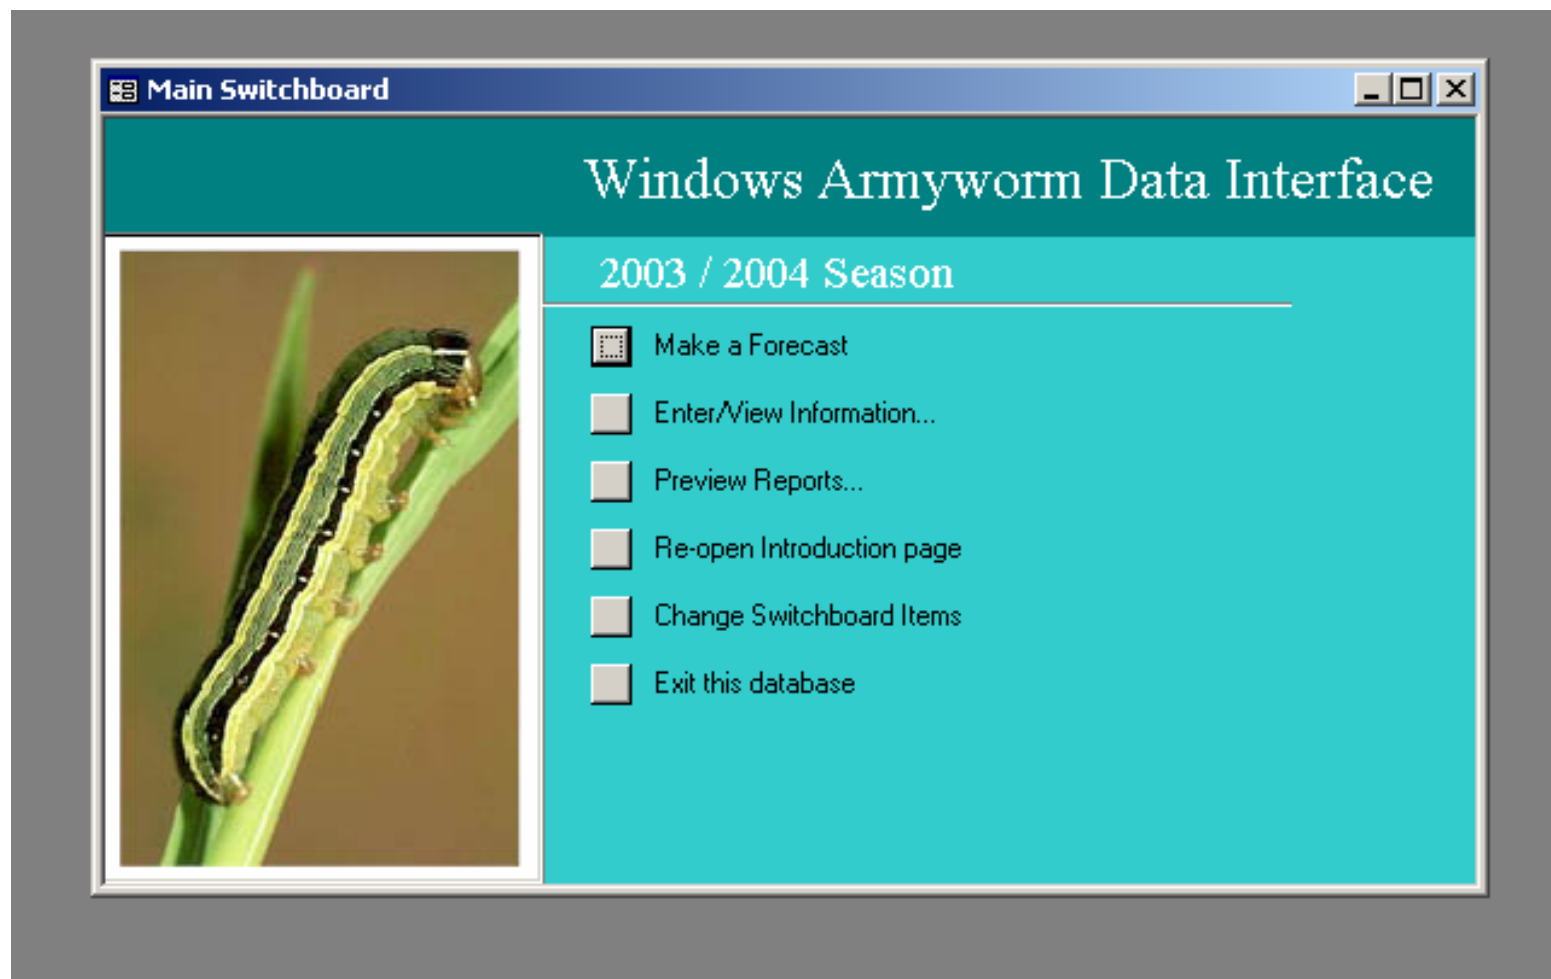 Main Switchboard
Windows Armyworm Data Interface
2003 / 2004 Season
Make a Forecast
Enter/View Information...
Preview Reports...
Re-open Introduction page
Change Switchboard Items
Exit this database